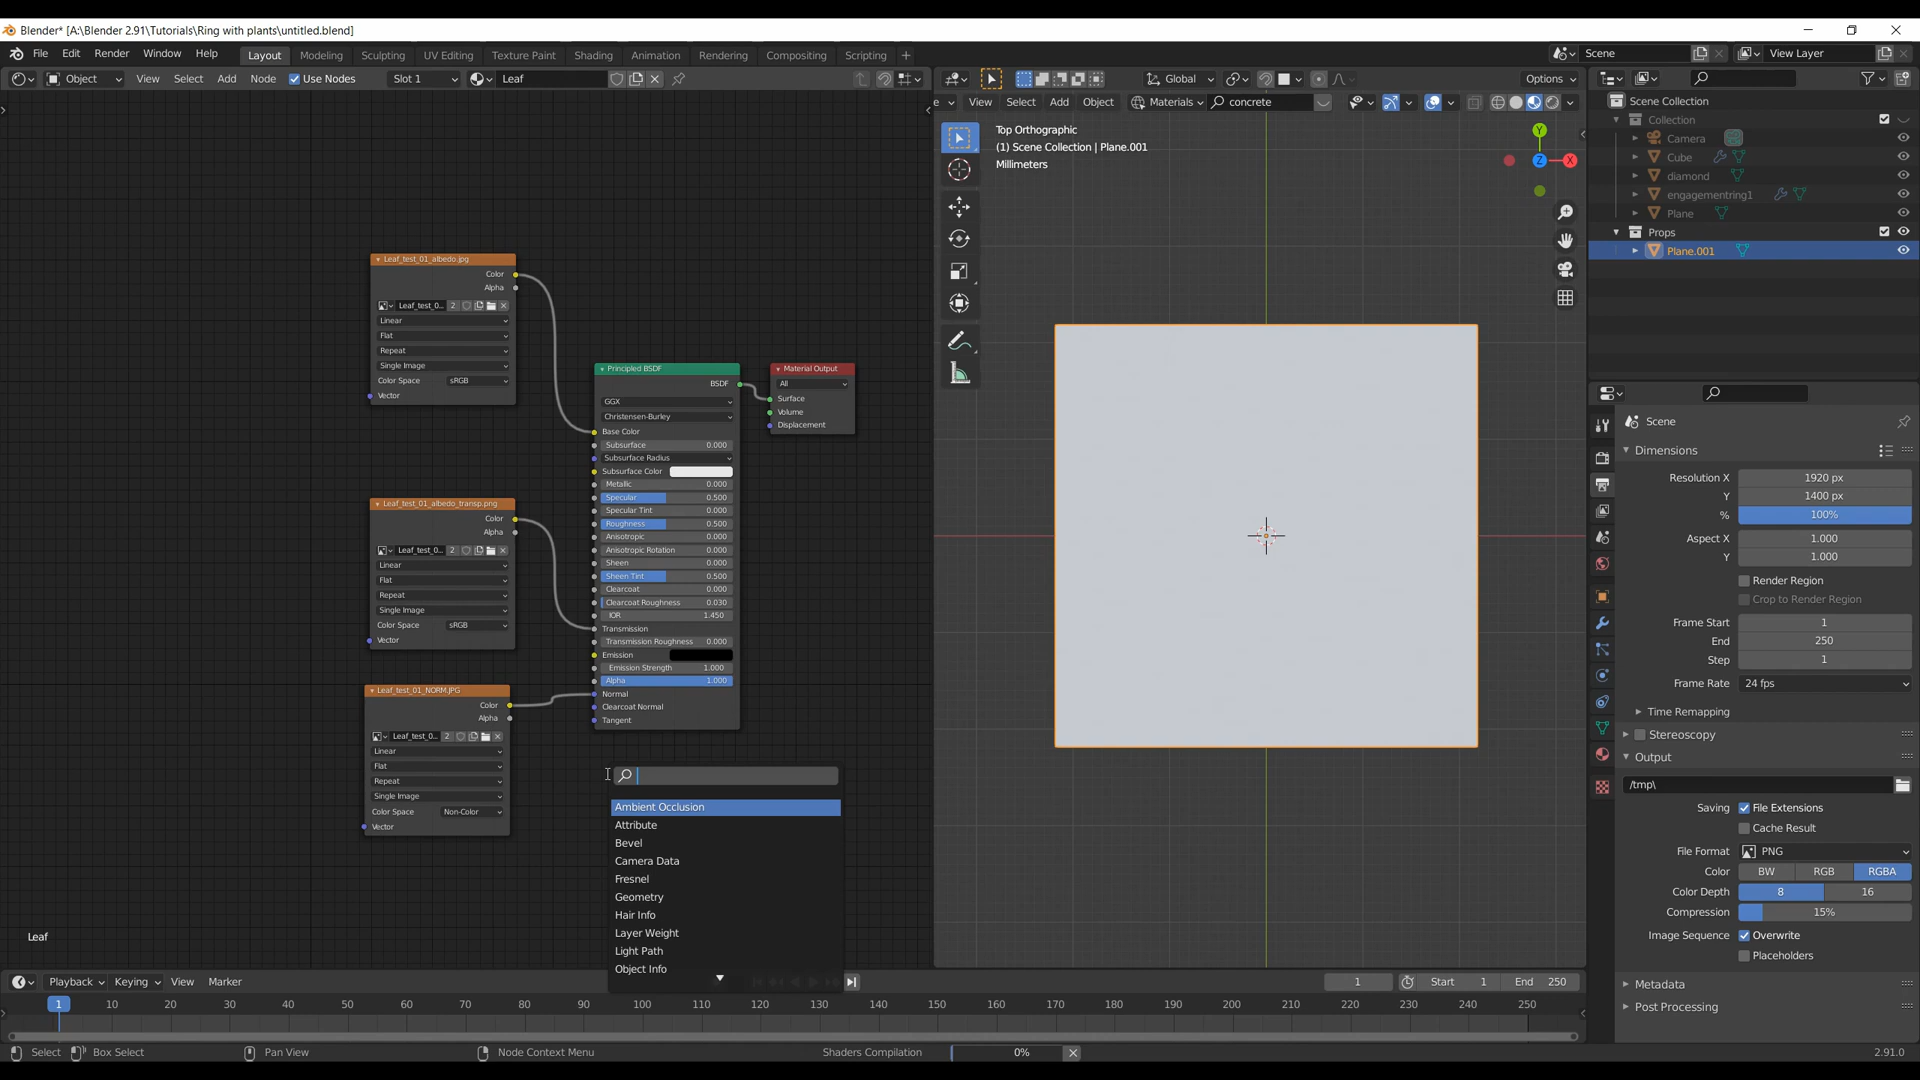 Blender* [A:\Blender 2.91\Tutorials\Ring with plants\untitled.blend]
File Edit Render Window Help Layout Modeling Sculpting UV Editing Texture Paint Shading Animation Rendering Compositing Scripting + Scene View Layer
Object View Select Add Node Use Nodes Slot 1 Leaf Global Options
e View Select Add Object Materials concrete
Top Orthographic
(1) Scene Collection | Plane.001
Millimeters
Y
X
Z
Scene Collection
Collection
Camera
Cube
diamond
engagementring1
Plane
Props
Plane.001
Leaf_test_01_albedo.jpg
Color
Alpha
Leaf_test_0... 2
Linear
Flat
Repeat
Single Image
Color Space sRGB
Vector
Leaf_test_01_albedo_transp.png
Color
Alpha
Leaf_test_0... 2
Linear
Flat
Repeat
Single Image
Color Space sRGB
Vector
Leaf_test_01_NORM.JPG
Color
Alpha
Leaf_test_0... 2
Linear
Flat
Repeat
Single Image
Color Space Non-Color
Vector
Principled BSDF
BSDF
GGX
Christensen-Burley
Base Color
Subsurface 0.000
Subsurface Radius
Subsurface Color
Metallic 0.000
Specular 0.500
Specular Tint 0.000
Roughness 0.500
Anisotropic 0.000
Anisotropic Rotation 0.000
Sheen 0.000
Sheen Tint 0.500
Clearcoat 0.000
Clearcoat Roughness 0.030
IOR 1.450
Transmission
Transmission Roughness 0.000
Emission
Emission Strength 1.000
Alpha 1.000
Normal
Clearcoat Normal
Tangent
Material Output
All
Surface
Volume
Displacement
Ambient Occlusion
Attribute
Bevel
Camera Data
Fresnel
Geometry
Hair Info
Layer Weight
Light Path
Object Info
Leaf
Scene
Dimensions
Resolution X 1920 px
Y 1400 px
% 100%
Aspect X 1.000
Y 1.000
Render Region
Crop to Render Region
Frame Start 1
End 250
Step 1
Frame Rate 24 fps
Time Remapping
Stereoscopy
Output
/tmp\
Saving File Extensions
Cache Result
File Format PNG
Color BW RGB RGBA
Color Depth 8 16
Compression 15%
Image Sequence Overwrite
Placeholders
Metadata
Post Processing
Playback Keying View Marker 1 Start 1 End 250
1 10 20 30 40 50 60 70 80 90 100 110 120 130 140 150 160 170 180 190 200 210 220 230 240 250
Select Box Select Pan View Node Context Menu Shaders Compilation 0% 2.91.0